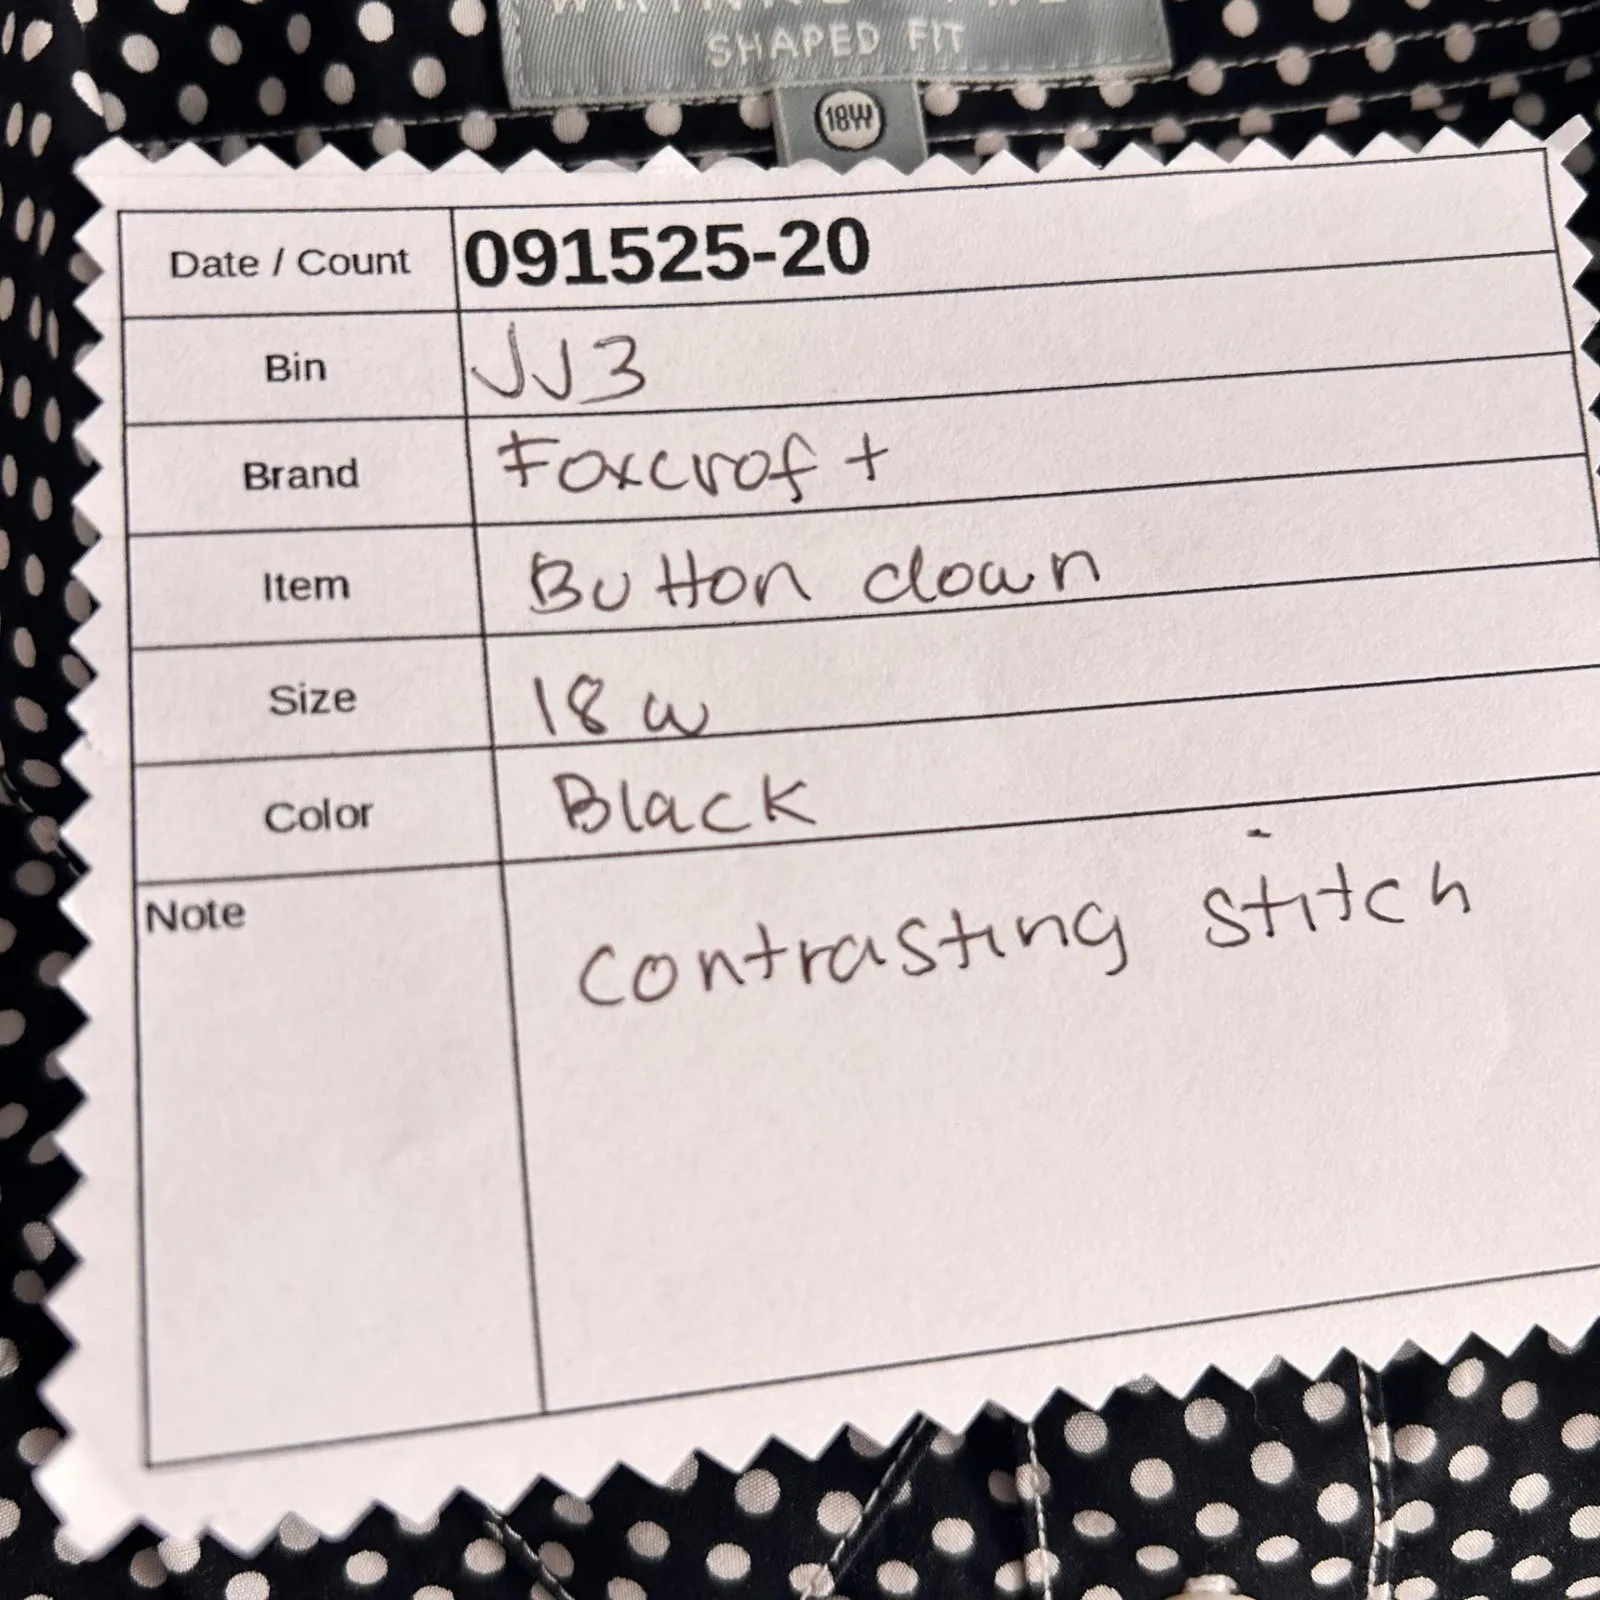 SHAPED FIT
18W
Date / Count 091525-20
Bin JJ3
Brand Foxcroft
Item Button down
Size 18w
Color Black
Note contrasting stitch